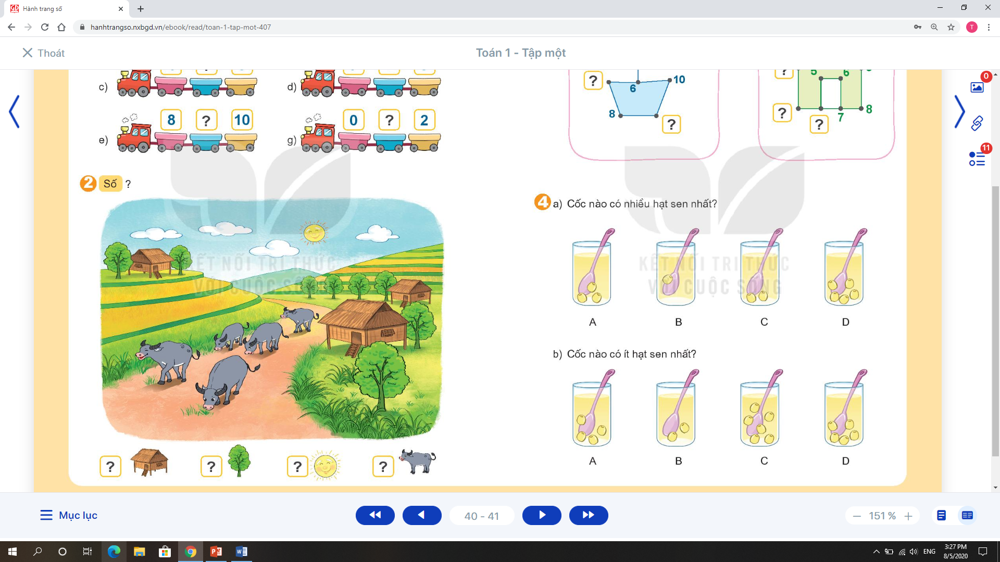 Hành trang số
hanhtrangso.nxbgd.vn/ebook/read/toan-1-tap-mot-407
T
Thoát
Toán 1 - Tập một
c)
d)
e) 8 ? 10
g) 0 ? 2
2 Số ?
? ? ? ?
? 6 10
8 ?
? 5 6
? ? 7 8
4 a) Cốc nào có nhiều hạt sen nhất?
A B C D
b) Cốc nào có ít hạt sen nhất?
A B C D
KẾT NỐI TRI THỨC
VỚI CUỘC SỐNG
KẾT NỐI TRI THỨC
VỚI CUỘC SỐNG
0
11
Mục lục
40 - 41
151 %
ENG
3:27 PM
8/5/2020